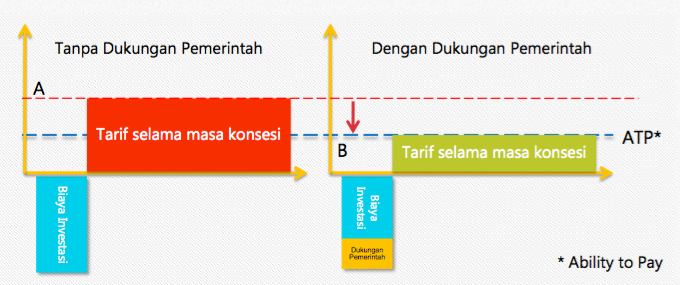 Tanpa Dukungan Pemerintah
A
Tarif selama masa konsesi
Biaya Investasi
Dengan Dukungan Pemerintah
B
Tarif selama masa konsesi
ATP*
Biaya
Investasi
Dukungan
Pemerintah
* Ability to Pay